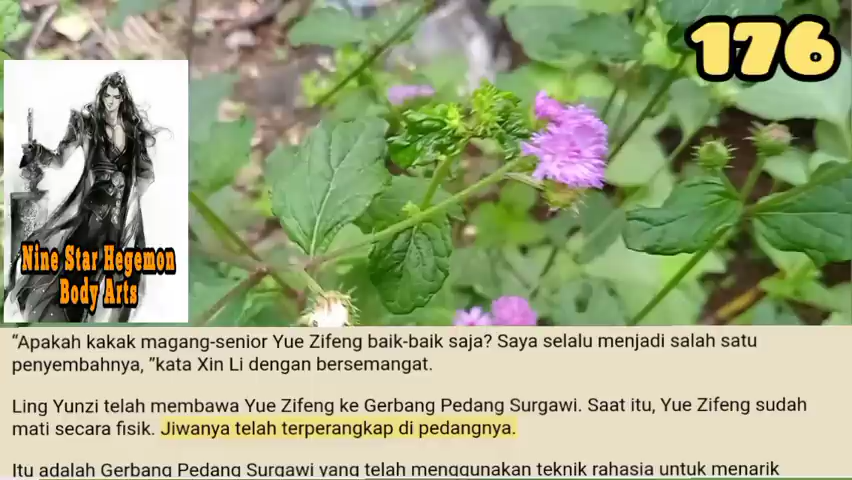 176
Nine Star Hegemon
Body Arts
“Apakah kakak magang-senior Yue Zifeng baik-baik saja? Saya selalu menjadi salah satu
penyembahnya, ”kata Xin Li dengan bersemangat.
Ling Yunzi telah membawa Yue Zifeng ke Gerbang Pedang Surgawi. Saat itu, Yue Zifeng sudah
mati secara fisik. Jiwanya telah terperangkap di pedangnya.
Itu adalah Gerbang Pedang Surgawi yang telah menggunakan teknik rahasia untuk menarik